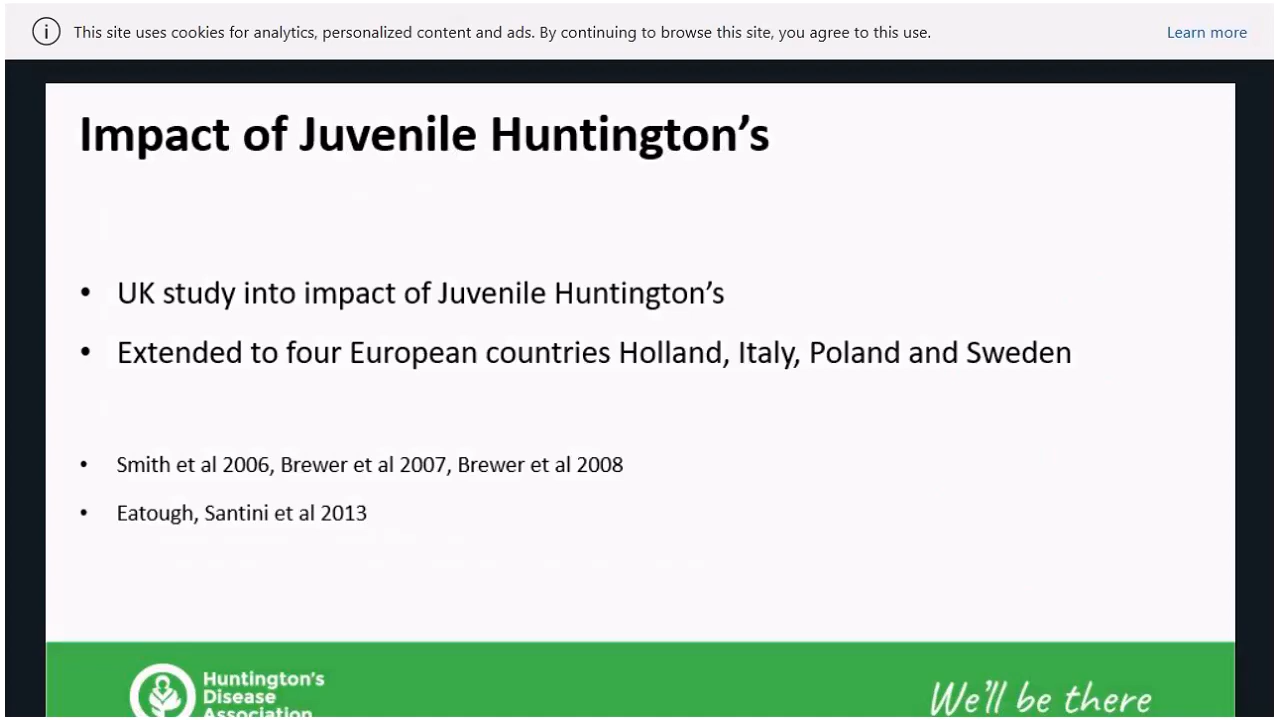 This site uses cookies for analytics, personalized content and ads. By continuing to browse this site, you agree to this use.
Learn more
Impact of Juvenile Huntington's
• UK study into impact of Juvenile Huntington's
• Extended to four European countries Holland, Italy, Poland and Sweden
• Smith et al 2006, Brewer et al 2007, Brewer et al 2008
• Eatough, Santini et al 2013
Huntington's
Disease
Association
We'll be there